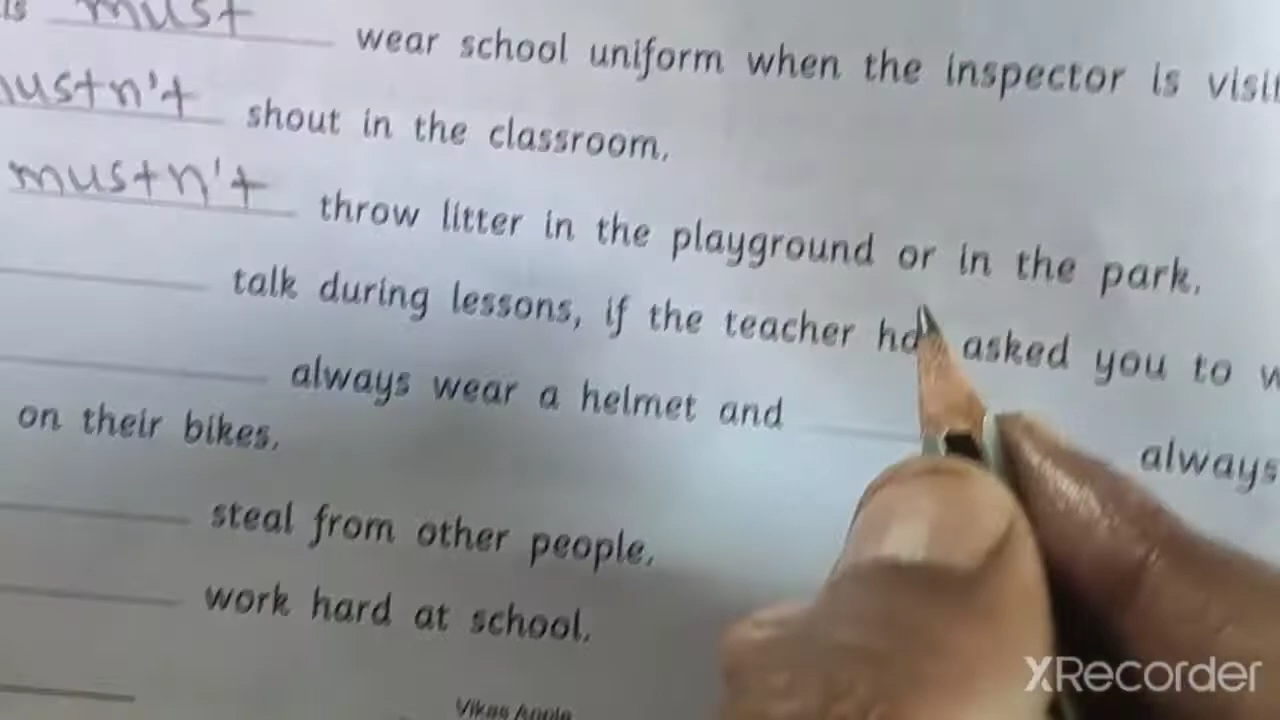 must wear school uniform when the inspector is
mustn't shout in the classroom.
mustn't throw litter in the playground or in the park.
talk during lessons, if the teacher asked you to
always wear a helmet and always
on their bikes.
steal from other people.
work hard at school.
XRecorder